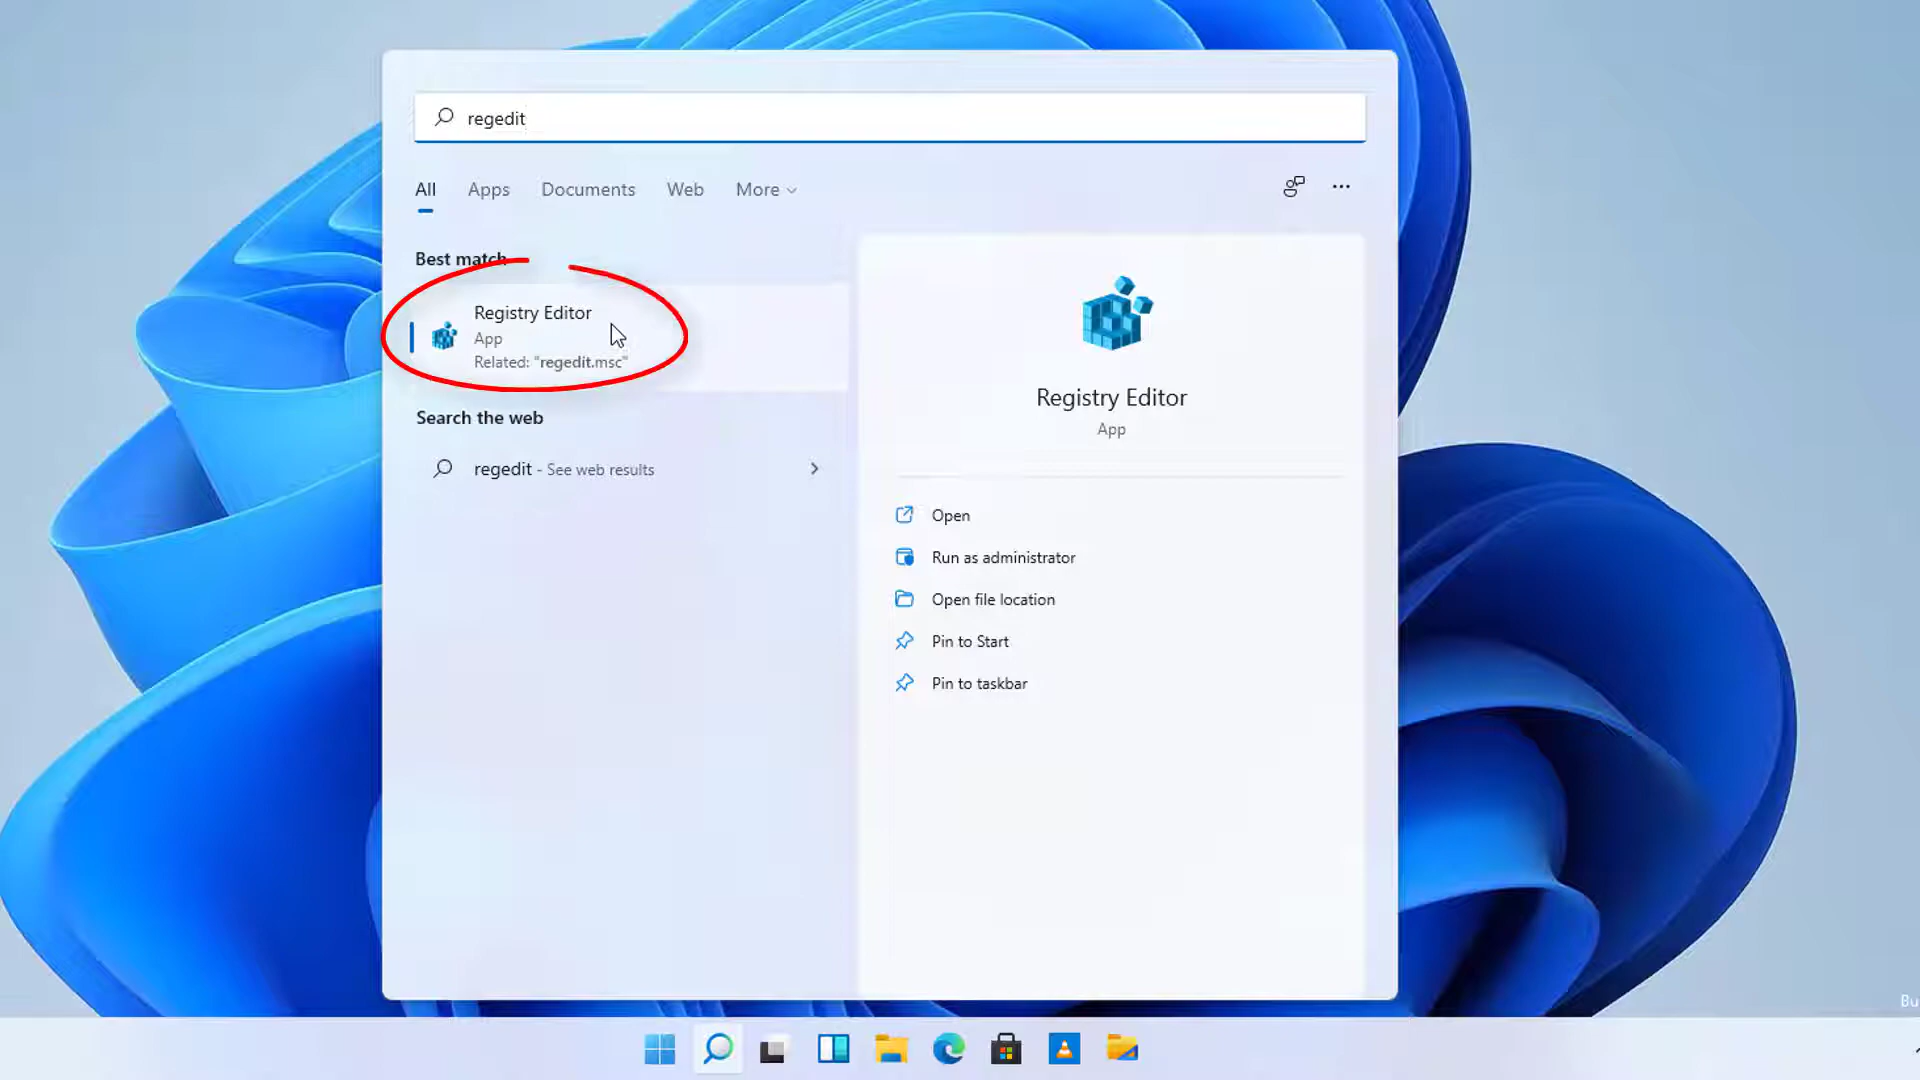 regedit
All Apps Documents Web More
Best match
Registry Editor
App
Related: "regedit.msc"
Search the web
regedit - See web results
Registry Editor
App
Open
Run as administrator
Open file location
Pin to Start
Pin to taskbar
Bu